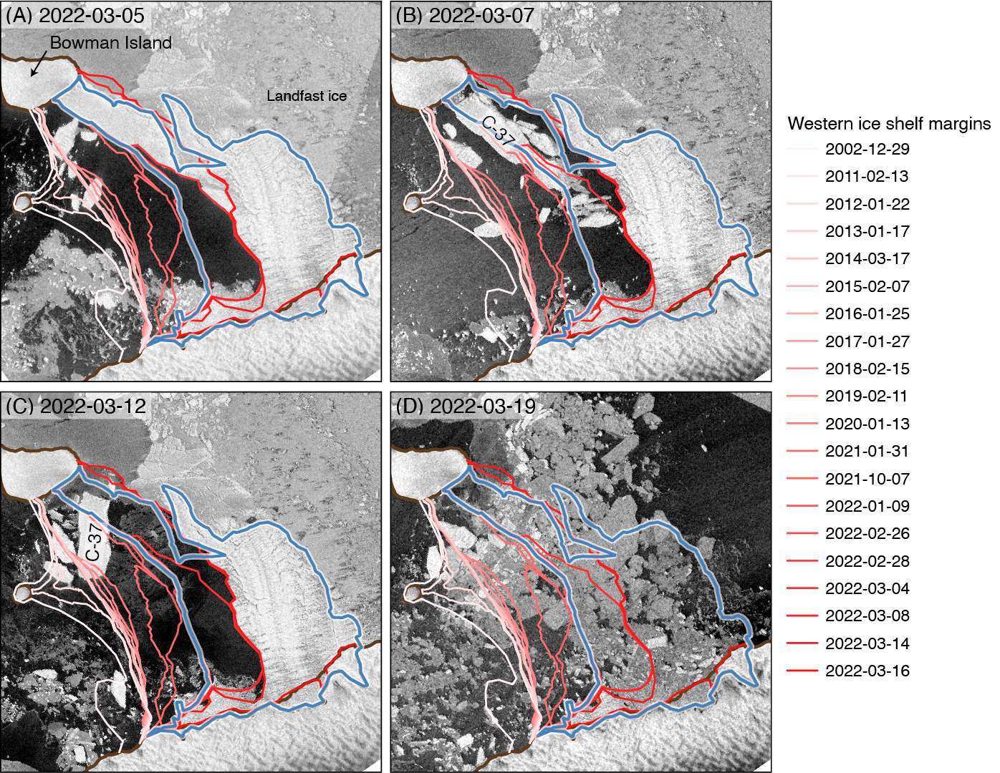 (A) 2022-03-05
Bowman Island
Landfast ice
(B) 2022-03-07
C-37
(C) 2022-03-12
C-37
(D) 2022-03-19
Western ice shelf margins
2002-12-29
2011-02-13
2012-01-22
2013-01-17
2014-03-17
2015-02-07
2016-01-25
2017-01-27
2018-02-15
2019-02-11
2020-01-13
2021-01-31
2021-10-07
2022-01-09
2022-02-26
2022-02-28
2022-03-04
2022-03-08
2022-03-14
2022-03-16